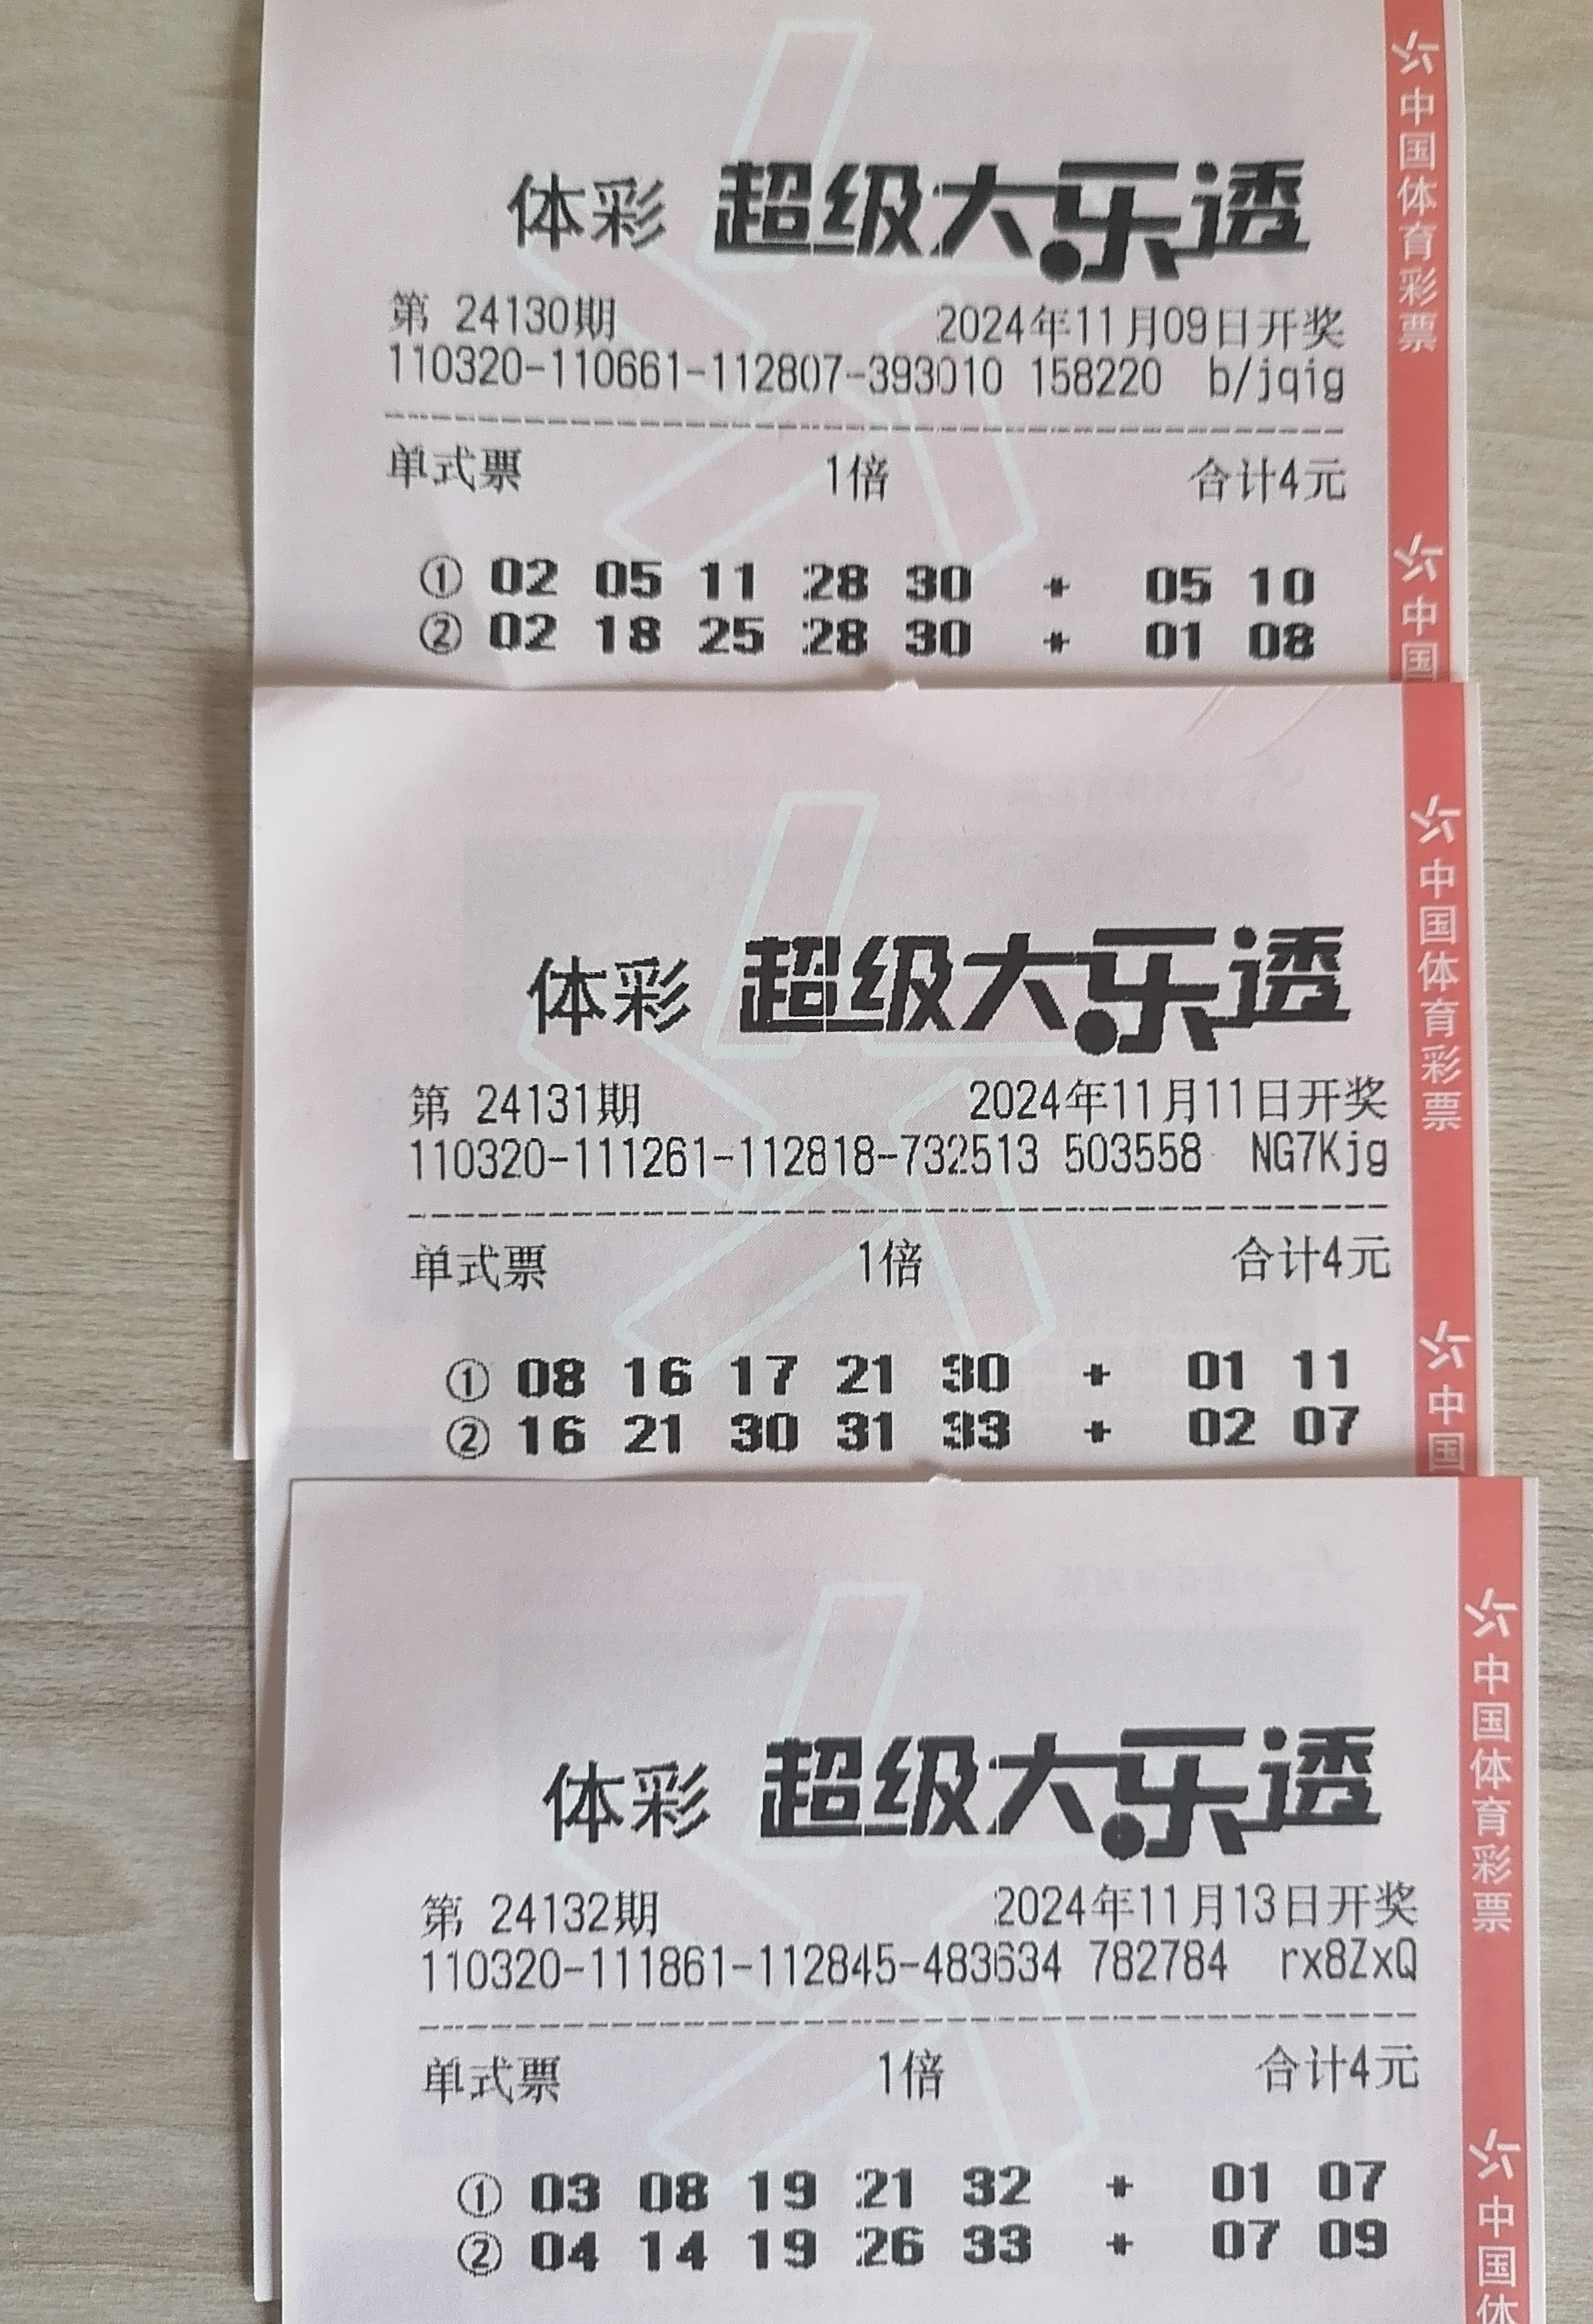 体彩 超级大乐透
第 24130期 2024年11月09日开奖
110320-110661-112807-393010 158220 b/jqig
单式票 1倍 合计4元
① 02 05 11 28 30 + 05 10
② 02 18 25 28 30 + 01 08
中国体育彩票
中国
体彩 超级大乐透
第 24131期 2024年11月11日开奖
110320-111261-112818-732513 503558 NG7Kjg
单式票 1倍 合计4元
① 08 16 17 21 30 + 01 11
② 16 21 30 31 33 + 02 07
中国体育彩票
中国
体彩 超级大乐透
第 24132期 2024年11月13日开奖
110320-111861-112845-483634 782784 rx8ZxQ
单式票 1倍 合计4元
① 03 08 19 21 32 + 01 07
② 04 14 19 26 33 + 07 09
中国体育彩票
中国体